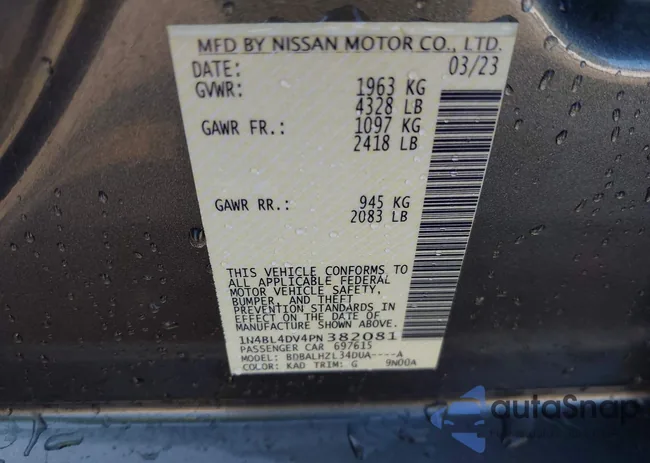 MFD BY NISSAN MOTOR CO., LTD.
DATE: 03/23
GVWR: 1963 KG
4328 LB
GAWR FR.: 1097 KG
2418 LB
GAWR RR.: 945 KG
2083 LB
THIS VEHICLE CONFORMS TO
ALL APPLICABLE FEDERAL
MOTOR VEHICLE SAFETY,
BUMPER, AND THEFT
PREVENTION STANDARDS IN
EFFECT ON THE DATE OF
MANUFACTURE SHOWN ABOVE.
1N4BL4DV4PN382081
PASSENGER CAR 697615
MODEL: BDBALHZL34DUA----A
COLOR: KAD TRIM: G 9N00A
autoSnap